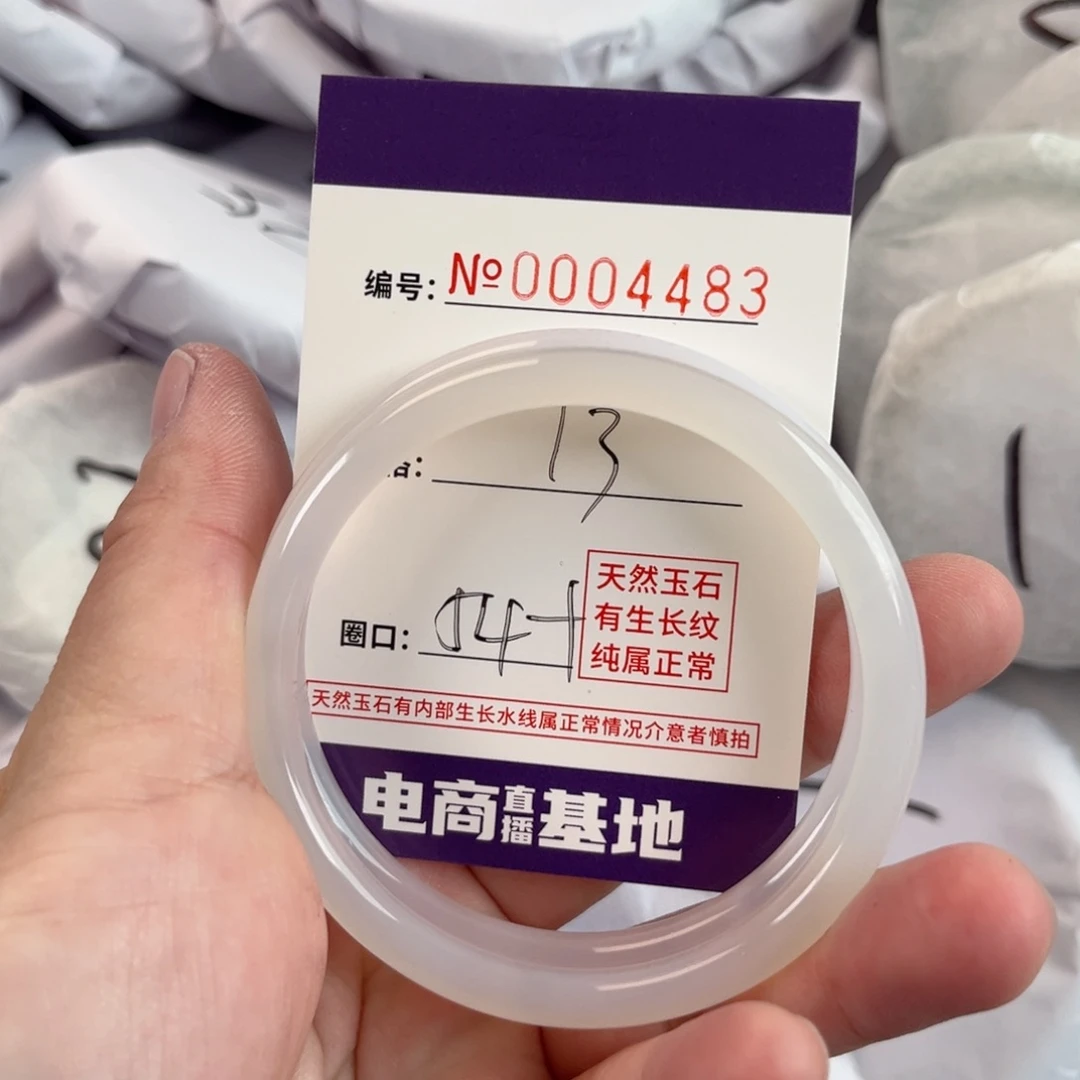 编号: №0004483
格: 13
圈口: 54+
天然玉石
有生长纹
纯属正常
天然玉石有内部生长水线属正常情况介意者慎拍
电商直播基地